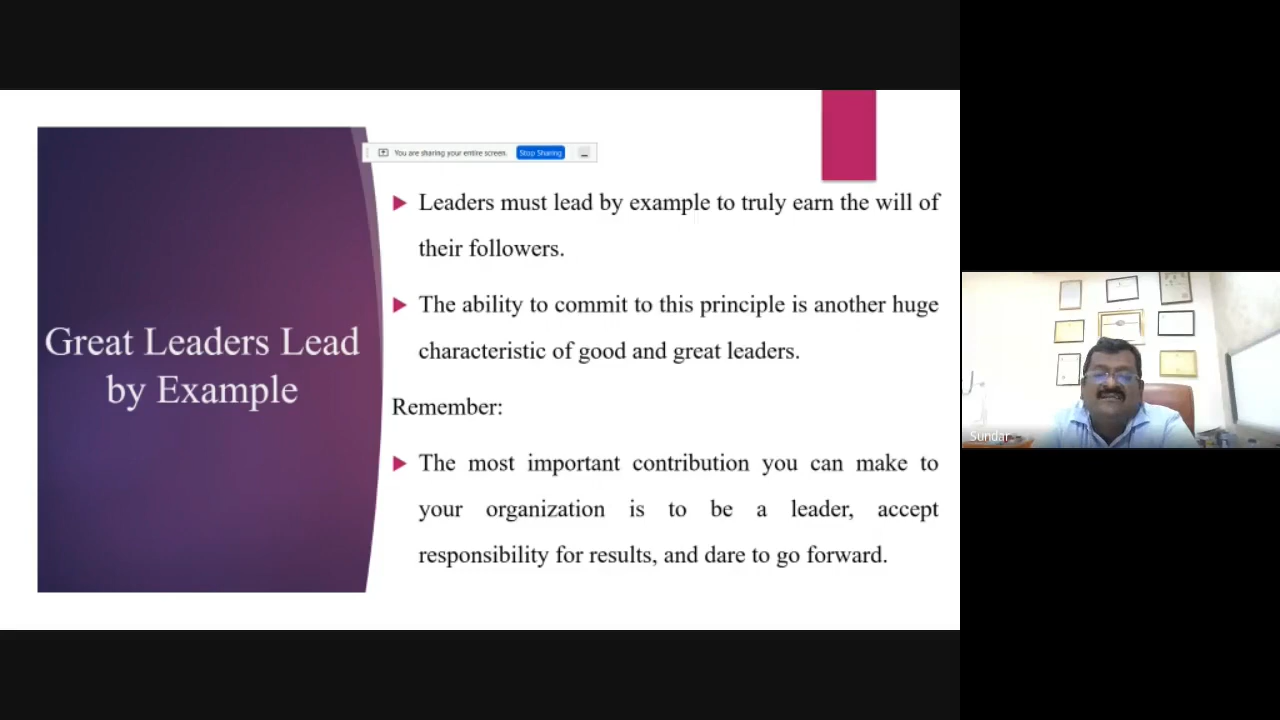 You are sharing your entire screen. Stop Sharing
Great Leaders Lead
by Example
Leaders must lead by example to truly earn the will of
their followers.
The ability to commit to this principle is another huge
characteristic of good and great leaders.
Remember:
The most important contribution you can make to
your organization is to be a leader, accept
responsibility for results, and dare to go forward.
Sundar